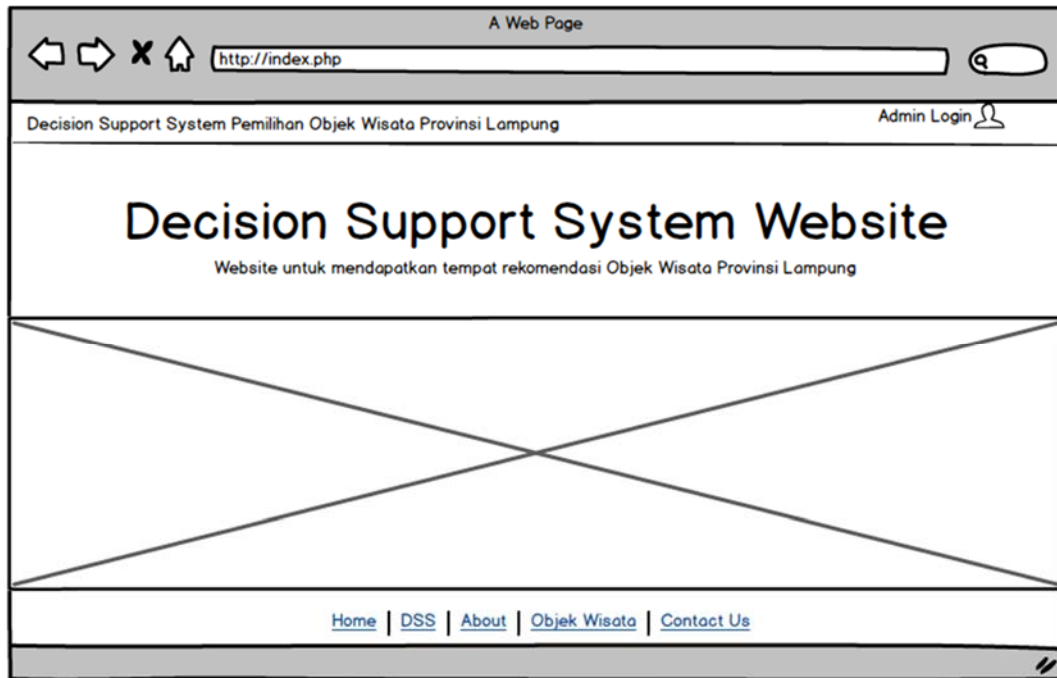 A Web Page
http://index.php
Decision Support System Pemilihan Objek Wisata Provinsi Lampung
Admin Login
Decision Support System Website
Website untuk mendapatkan tempat rekomendasi Objek Wisata Provinsi Lampung
Home | DSS | About | Objek Wisata | Contact Us